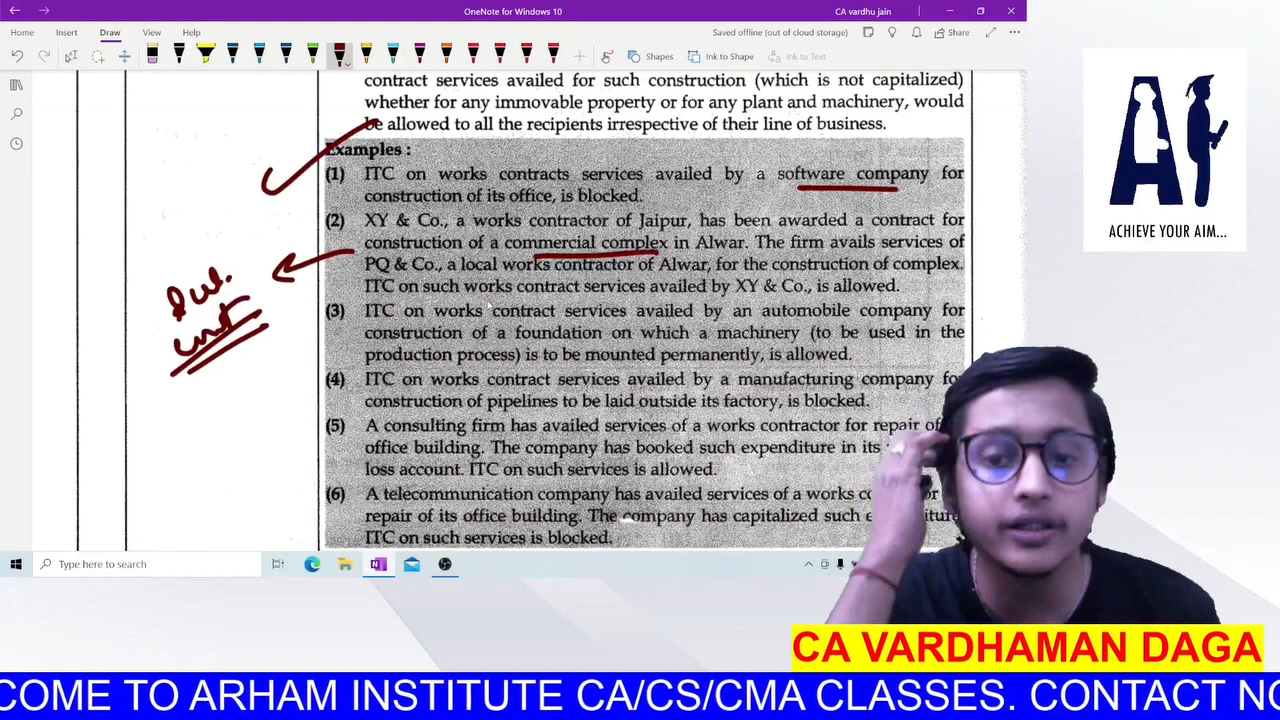 OneNote for Windows 10
CA vardhu jain
Home Insert Draw View Help
Saved offline (out of cloud storage)
Share
Shapes
Ink to Shape
Ink to Text
contract services availed for such construction (which is not capitalized)
whether for any immovable property or for any plant and machinery, would
be allowed to all the recipients irrespective of their line of business.
Examples :
(1) ITC on works contracts services availed by a software company for
construction of its office, is blocked.
(2) XY & Co., a works contractor of Jaipur, has been awarded a contract for
construction of a commercial complex in Alwar. The firm avails services of
PQ & Co., a local works contractor of Alwar, for the construction of complex.
ITC on such works contract services availed by XY & Co., is allowed.
(3) ITC on works contract services availed by an automobile company for
construction of a foundation on which a machinery (to be used in the
production process) is to be mounted permanently, is allowed.
(4) ITC on works contract services availed by a manufacturing company for
construction of pipelines to be laid outside its factory, is blocked.
(5) A consulting firm has availed services of a works contractor for repair of
office building. The company has booked such expenditure in its
loss account. ITC on such services is allowed.
(6) A telecommunication company has availed services of a works
repair of its office building. The company has capitalized such
ITC on such services is blocked.
Type here to search
ACHIEVE YOUR AIM...
CA VARDHAMAN DAGA
COME TO ARHAM INSTITUTE CA/CS/CMA CLASSES. CONTACT NO